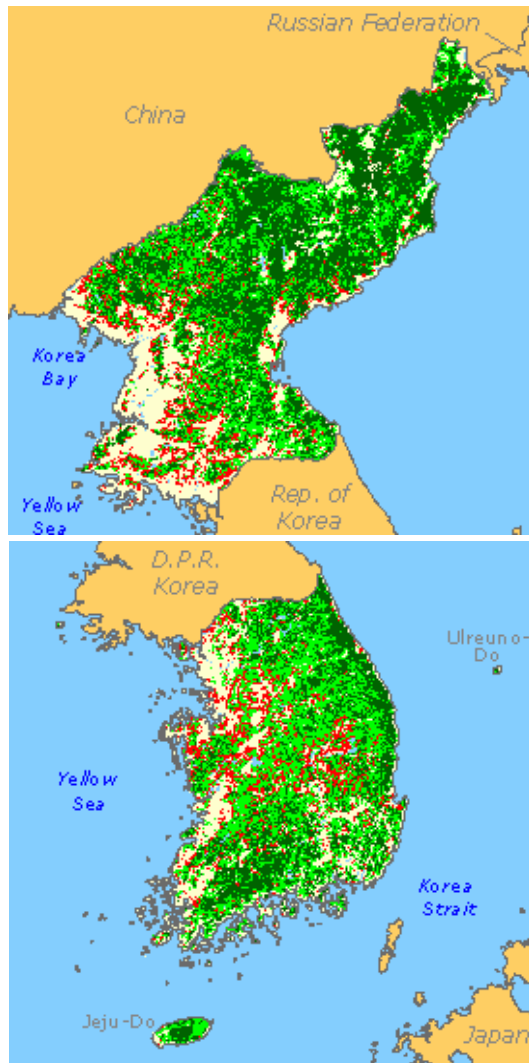 Russian Federation
China
Korea
Bay
Rep. of
Korea
Yellow
Sea
D.P.R.
Korea
Ulreuno-
Do
Yellow
Sea
Korea
Strait
Jeju-Do
Japan